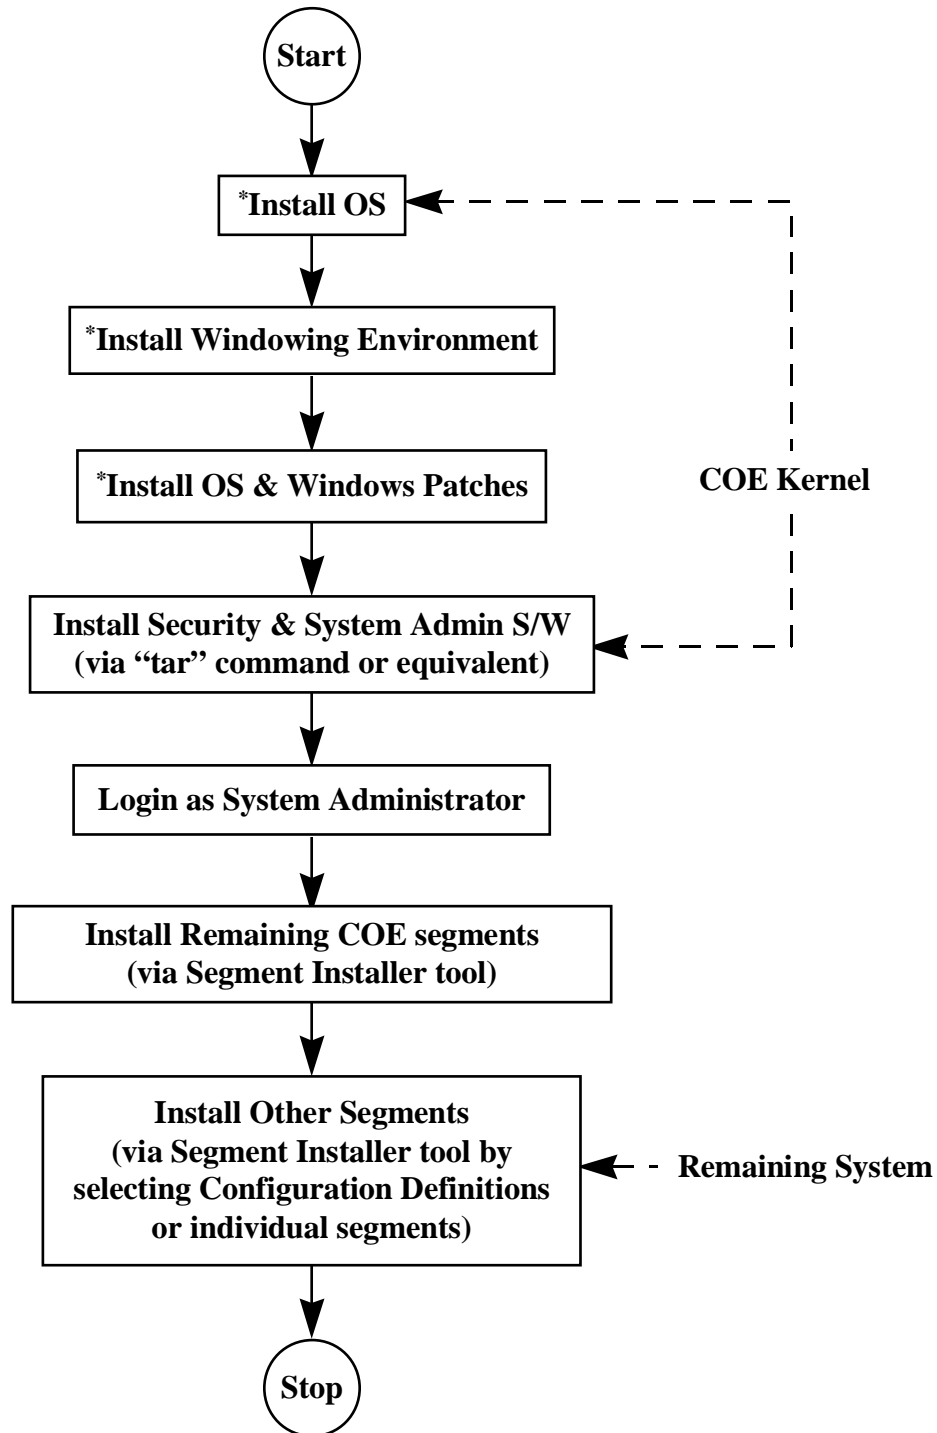 Start
*Install OS
*Install Windowing Environment
*Install OS & Windows Patches
COE Kernel
Install Security & System Admin S/W
(via “tar” command or equivalent)
Login as System Administrator
Install Remaining COE segments
(via Segment Installer tool)
Install Other Segments
(via Segment Installer tool by
selecting Configuration Definitions
or individual segments)
Remaining System
Stop